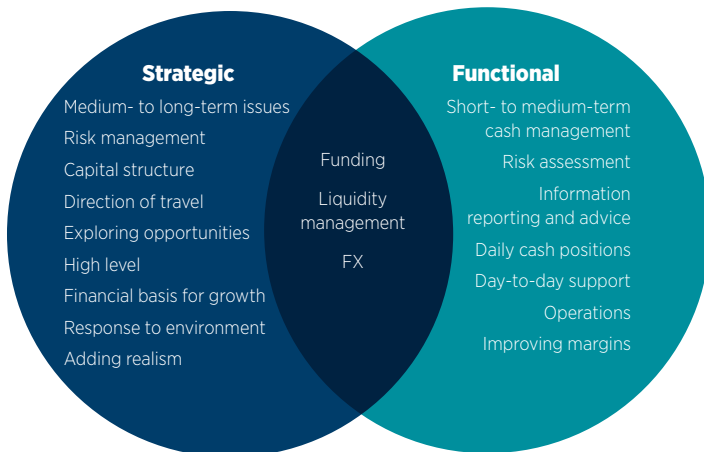 Strategic
Medium- to long-term issues
Risk management
Capital structure
Direction of travel
Exploring opportunities
High level
Financial basis for growth
Response to environment
Adding realism
Funding
Liquidity
management
FX
Functional
Short- to medium-term
cash management
Risk assessment
Information
reporting and advice
Daily cash positions
Day-to-day support
Operations
Improving margins